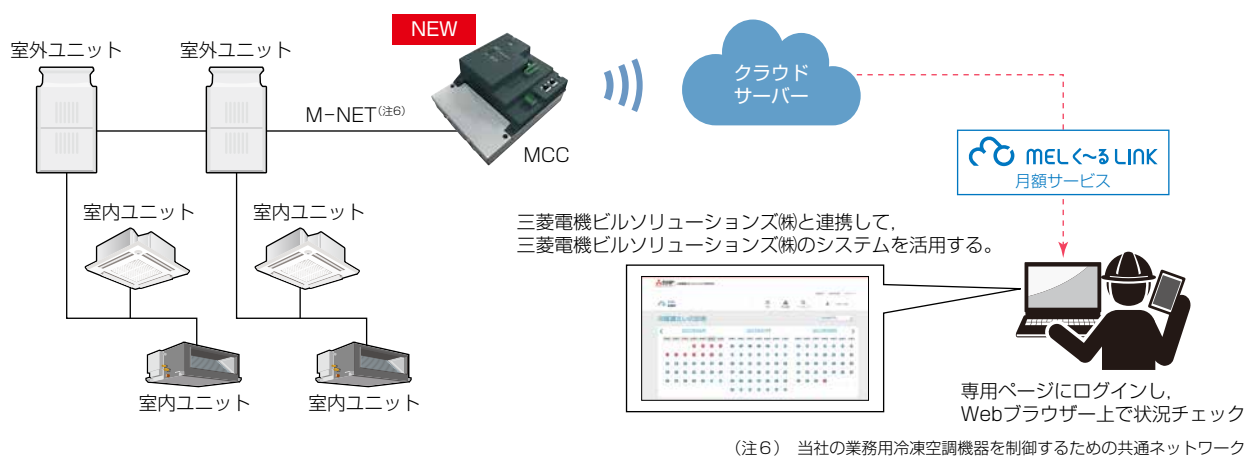 NEW
室外ユニット
室外ユニット
クラウド
サーバー
M-NET(注6)
MCC
MELく~るLINK
月額サービス
室内ユニット
室内ユニット
三菱電機ビルソリューションズ㈱と連携して,
三菱電機ビルソリューションズ㈱のシステムを活用する。
室内ユニット
室内ユニット
専用ページにログインし,
Webブラウザー上で状況チェック
(注6) 当社の業務用冷凍空調機器を制御するための共通ネットワーク